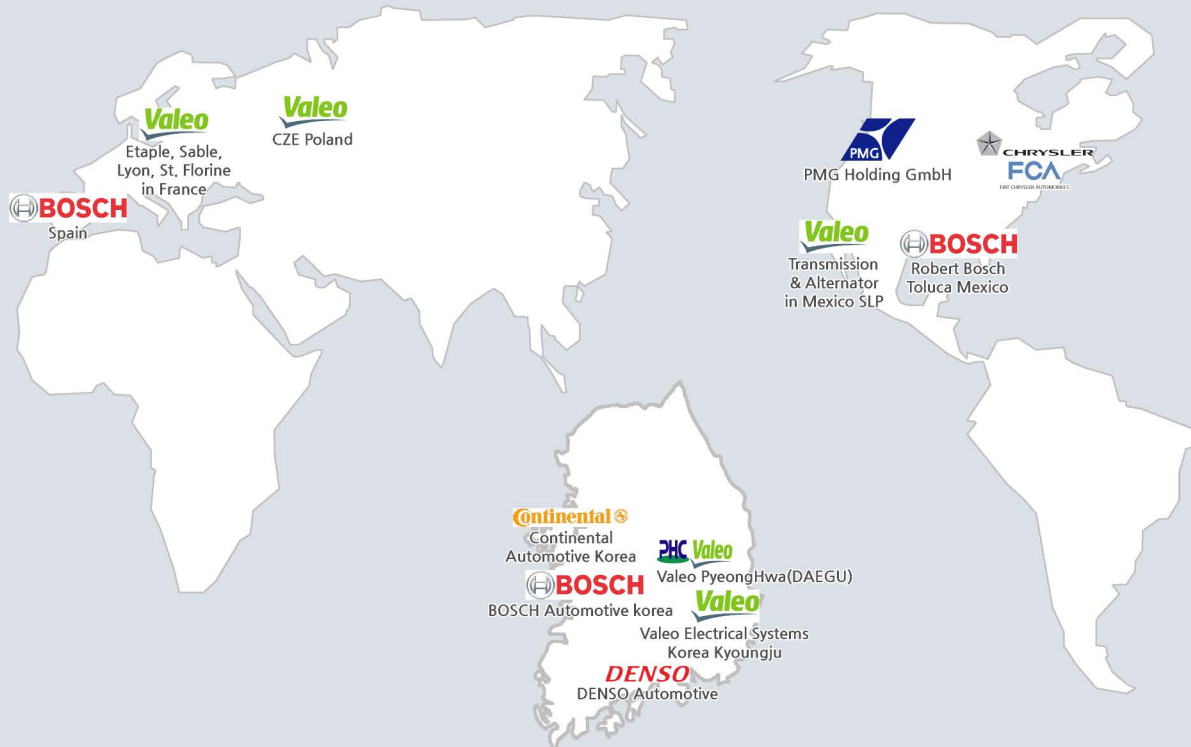 Valeo
Etaple, Sable,
Lyon, St. Florine
in France
Valeo
CZE Poland
BOSCH
Spain
PMG
PMG Holding GmbH
CHRYSLER
FCA
FIAT CHRYSLER AUTOMOBILES
Valeo
Transmission
& Alternator
in Mexico SLP
BOSCH
Robert Bosch
Toluca Mexico
Continental
Continental
Automotive Korea
PHC Valeo
Valeo PyeongHwa(DAEGU)
BOSCH
BOSCH Automotive korea
Valeo
Valeo Electrical Systems
Korea Kyoungju
DENSO
DENSO Automotive